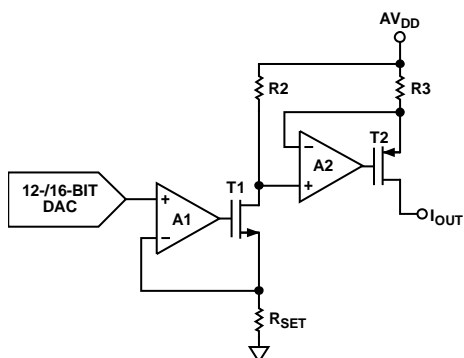 AVDD
R2
R3
T2
A2
T1
12-/16-BIT
DAC
A1
IOUT
RSET
−
+
+
−